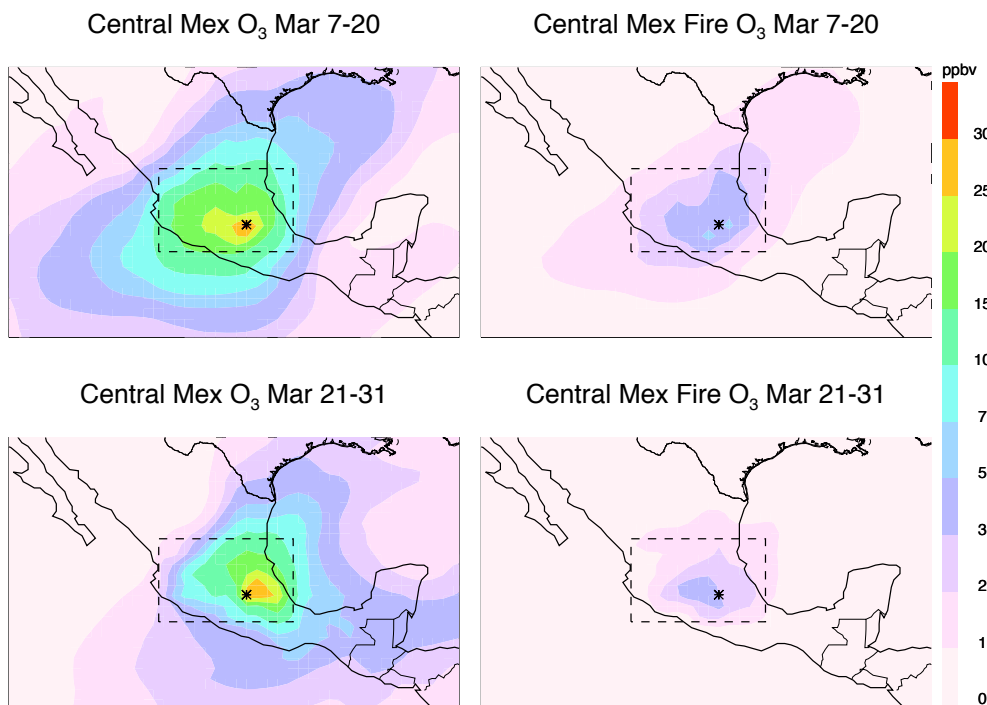 Central Mex O₃ Mar 7-20
Central Mex Fire O₃ Mar 7-20
ppbv
30
25
20
15
10
7
5
3
2
1
0
Central Mex O₃ Mar 21-31
Central Mex Fire O₃ Mar 21-31